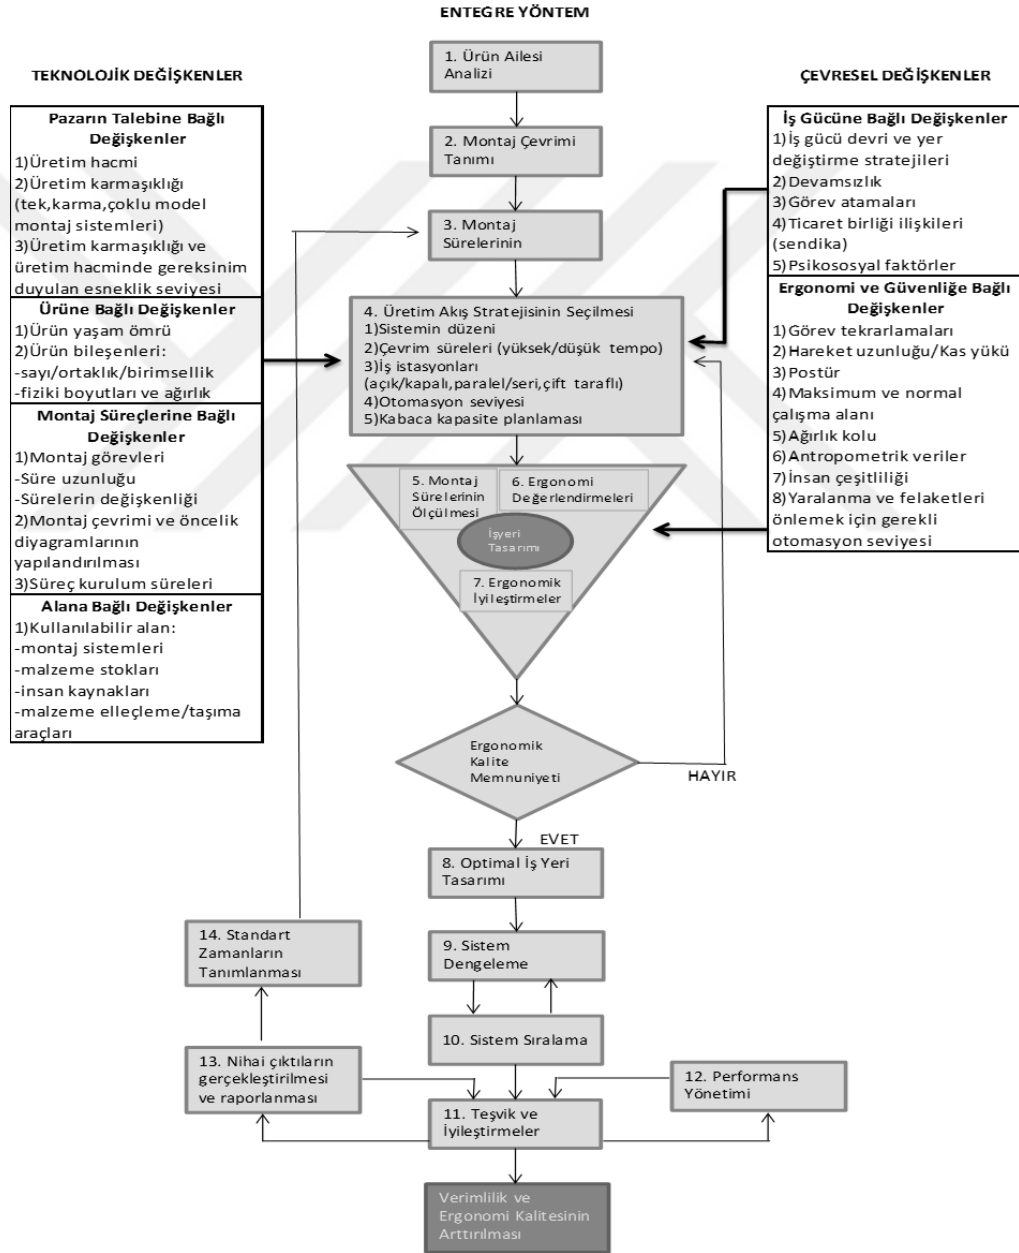 ENTEGRE YÖNTEM
TEKNOLOJİK DEĞİŞKENLER
Pazarın Talebine Bağlı
Değişkenler
1)Üretim hacmi
2)Üretim karmaşıklığı
(tek,karma,çoklu model
montaj sistemleri)
3)Üretim karmaşıklığı ve
üretim hacminde gereksinim
duyulan esneklik seviyesi
Ürüne Bağlı Değişkenler
1)Ürün yaşam ömrü
2)Ürün bileşenleri:
-sayı/ortaklık/birimsellik
-fiziki boyutları ve ağırlık
Montaj Süreçlerine Bağlı
Değişkenler
1)Montaj görevleri
-Süre uzunluğu
-Sürelerin değişkenliği
2)Montaj çevrimi ve öncelik
diyagramlarının
yapılandırılması
3)Süreç kurulum süreleri
Alana Bağlı Değişkenler
1)Kullanılabilir alan:
-montaj sistemleri
-malzeme stokları
-insan kaynakları
-malzeme elleçleme/taşıma
araçları
1. Ürün Ailesi
Analizi
2. Montaj Çevrimi
Tanımı
3. Montaj
Sürelerinin
4. Üretim Akış Stratejisinin Seçilmesi
1)Sistemin düzeni
2)Çevrim süreleri (yüksek/düşük tempo)
3)İş istasyonları
(açık/kapalı,paralel/seri,çift taraflı)
4)Otomasyon seviyesi
5)Kabaca kapasite planlaması
5. Montaj
Sürelerinin
Ölçülmesi
6. Ergonomi
Değerlendirmeleri
İşyeri
Tasarımı
7. Ergonomik
İyileştirmeler
Ergonomik
Kalite
Memnuniyeti
HAYIR
EVET
8. Optimal İş Yeri
Tasarımı
9. Sistem
Dengeleme
10. Sistem Sıralama
11. Teşvik ve
İyileştirmeler
12. Performans
Yönetimi
13. Nihai çıktıların
gerçekleştirilmesi
ve raporlanması
14. Standart
Zamanların
Tanımlanması
Verimlilik ve
Ergonomi Kalitesinin
Arttırılması
ÇEVRESEL DEĞİŞKENLER
İş Gücüne Bağlı Değişkenler
1)İş gücü devri ve yer
değiştirme stratejileri
2)Devamsızlık
3)Görev atamaları
4)Ticaret birliği ilişkileri
(sendika)
5)Psikososyal faktörler
Ergonomi ve Güvenliğe Bağlı
Değişkenler
1)Görev tekrarlamaları
2)Hareket uzunluğu/Kas yükü
3)Postür
4)Maksimum ve normal
çalışma alanı
5)Ağırlık kolu
6)Antropometrik veriler
7)İnsan çeşitliliği
8)Yaralanma ve felaketleri
önlemek için gerekli
otomasyon seviyesi